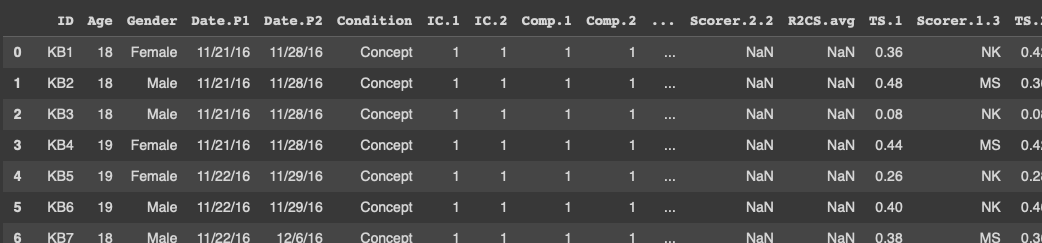 ID Age Gender Date.P1 Date.P2 Condition IC.1 IC.2 Comp.1 Comp.2 ... Scorer.2.2 R2CS.avg TS.1 Scorer.1.3
0 KB1 18 Female 11/21/16 11/28/16 Concept 1 1 1 1 ... NaN NaN 0.36 NK
1 KB2 18 Male 11/21/16 11/28/16 Concept 1 1 1 1 ... NaN NaN 0.48 MS
2 KB3 18 Male 11/21/16 11/28/16 Concept 1 1 1 1 ... NaN NaN 0.08 NK
3 KB4 19 Female 11/21/16 11/28/16 Concept 1 1 1 1 ... NaN NaN 0.44 MS
4 KB5 19 Female 11/22/16 11/29/16 Concept 1 1 1 1 ... NaN NaN 0.26 NK
5 KB6 19 Male 11/22/16 11/29/16 Concept 1 1 1 1 ... NaN NaN 0.40 NK
6 KB7 18 Male 11/22/16 12/6/16 Concept 1 1 1 1 ... NaN NaN 0.38 MS